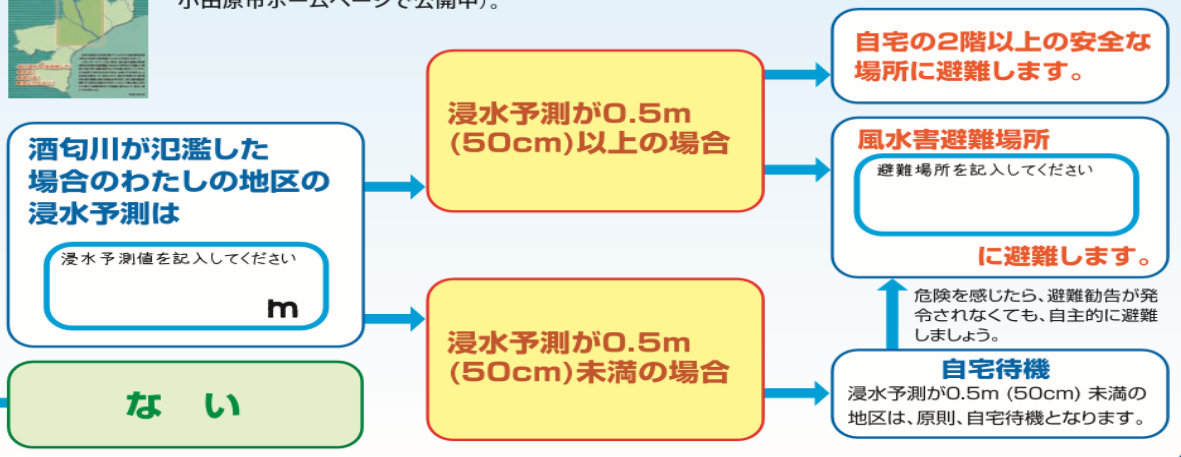 小田原市ホームページで公開中）。
酒匂川が氾濫した
場合のわたしの地区の
浸水予測は
浸水予測値を記入してください
m
な い
浸水予測が0.5m
(50cm)以上の場合
浸水予測が0.5m
(50cm)未満の場合
自宅の2階以上の安全な
場所に避難します。
風水害避難場所
避難場所を記入してください
に避難します。
危険を感じたら、避難勧告が発
令されなくても、自主的に避難
しましょう。
自宅待機
浸水予測が0.5m (50cm) 未満の
地区は、原則、自宅待機となります。